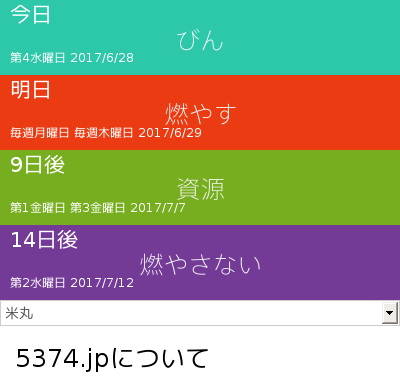 今日
びん
第4水曜日 2017/6/28
明日
燃やす
毎週月曜日 毎週木曜日 2017/6/29
9日後
資源
第1金曜日 第3金曜日 2017/7/7
14日後
燃やさない
第2水曜日 2017/7/12
米丸
5374.jpについて